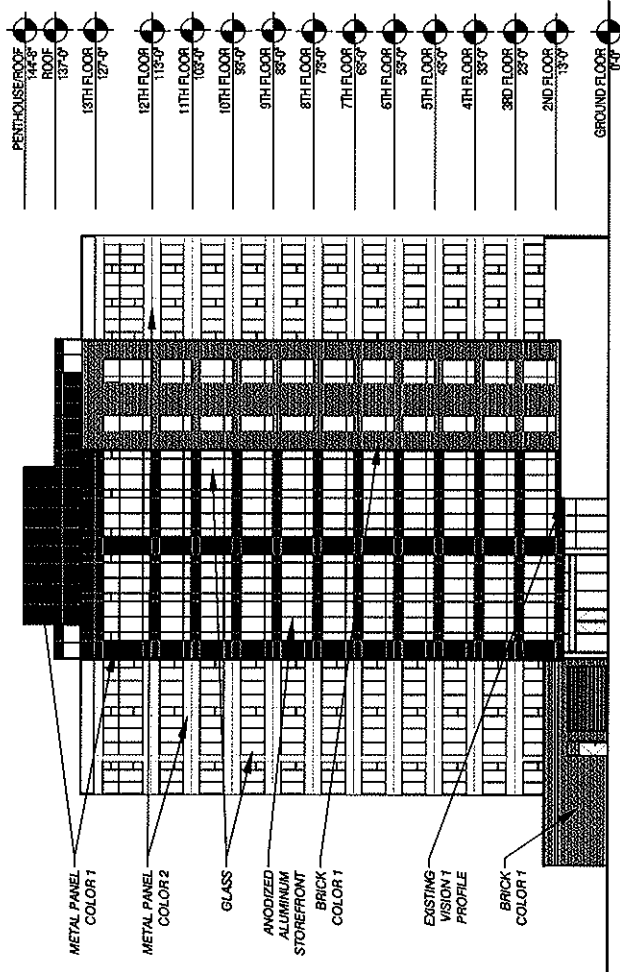 PENTHOUSE/ROOF
144'-8"
ROOF
137'-0"
13TH FLOOR
127'-0"
12TH FLOOR
113'-0"
11TH FLOOR
103'-0"
10TH FLOOR
93'-0"
9TH FLOOR
83'-0"
8TH FLOOR
73'-0"
7TH FLOOR
63'-0"
6TH FLOOR
53'-0"
5TH FLOOR
43'-0"
4TH FLOOR
33'-0"
3RD FLOOR
23'-0"
2ND FLOOR
13'-0"
GROUND FLOOR
0'-0"
METAL PANEL
COLOR 1
METAL PANEL
COLOR 2
GLASS
ANODIZED
ALUMINUM
STOREFRONT
BRICK
COLOR 1
EXISTING
VISION 1
PROFILE
BRICK
COLOR 1